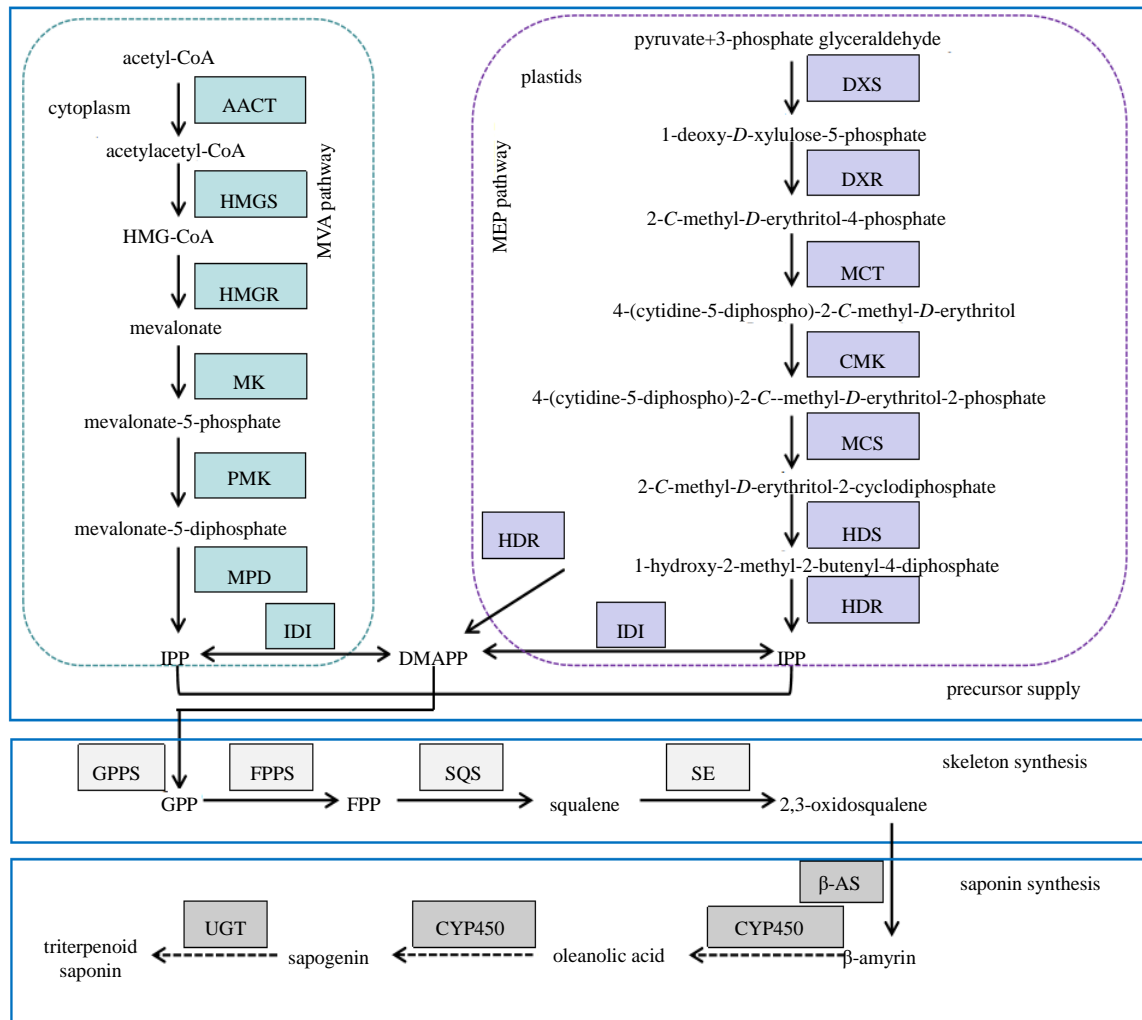 acetyl-CoA
cytoplasm
AACT
acetylacetyl-CoA
HMGS
MVA pathway
HMG-CoA
HMGR
mevalonate
MK
mevalonate-5-phosphate
PMK
mevalonate-5-diphosphate
MPD
IDI
IPP
DMAPP
pyruvate+3-phosphate glyceraldehyde
plastids
DXS
1-deoxy-D-xylulose-5-phosphate
MEP pathway
DXR
2-C-methyl-D-erythritol-4-phosphate
MCT
4-(cytidine-5-diphospho)-2-C-methyl-D-erythritol
CMK
4-(cytidine-5-diphospho)-2-C--methyl-D-erythritol-2-phosphate
MCS
2-C-methyl-D-erythritol-2-cyclodiphosphate
HDR
HDS
1-hydroxy-2-methyl-2-butenyl-4-diphosphate
HDR
IDI
IPP
precursor supply
GPPS
FPPS
SQS
SE
skeleton synthesis
GPP
FPP
squalene
2,3-oxidosqualene
β-AS
saponin synthesis
UGT
CYP450
CYP450
triterpenoid
saponin
sapogenin
oleanolic acid
β-amyrin